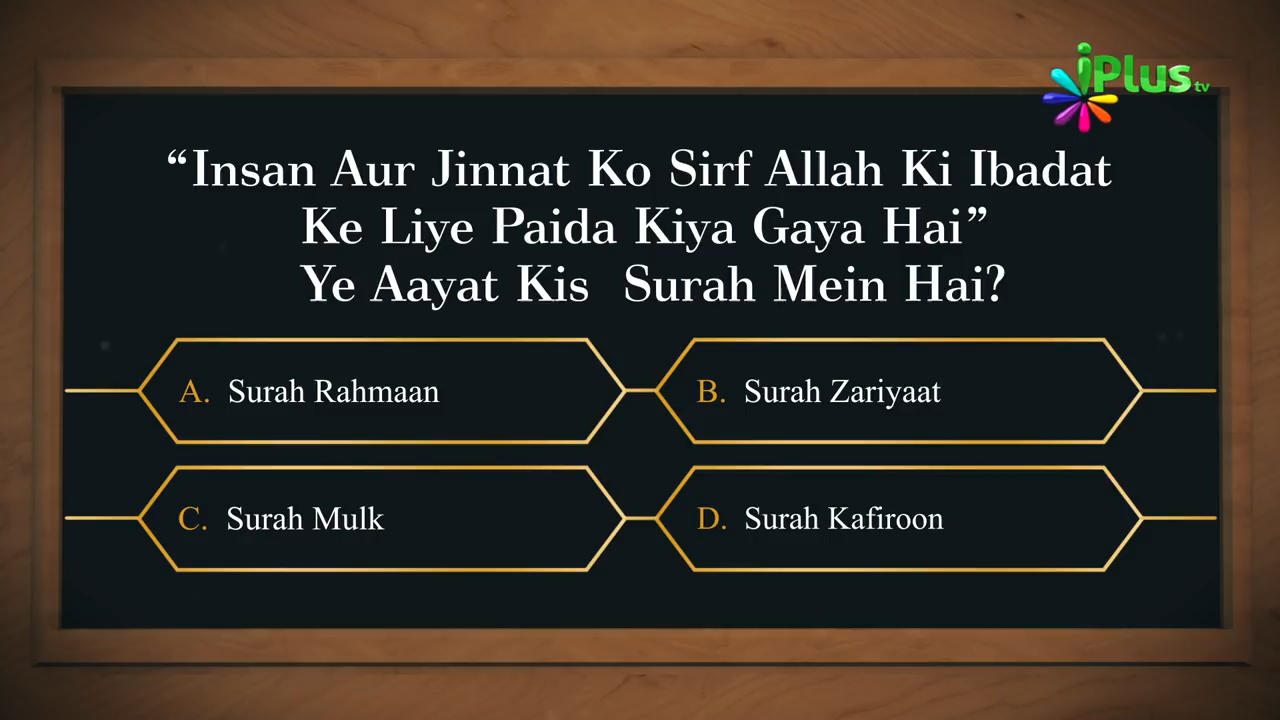 iPlus tv
“Insan Aur Jinnat Ko Sirf Allah Ki Ibadat
Ke Liye Paida Kiya Gaya Hai”
Ye Aayat Kis Surah Mein Hai?
A. Surah Rahmaan
B. Surah Zariyaat
C. Surah Mulk
D. Surah Kafiroon